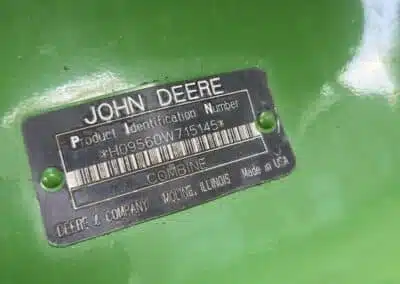 JOHN DEERE
Product Identification Number
*H09560W715145*
COMBINE
DEERE & COMPANY MOLINE, ILLINOIS Made in USA